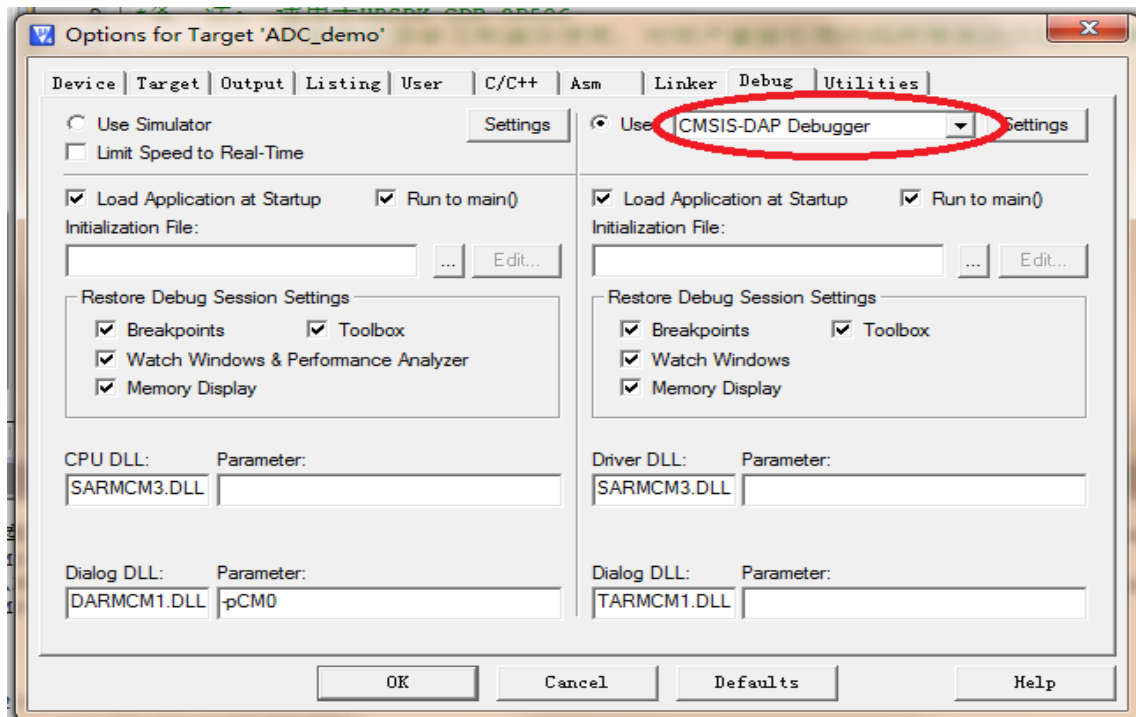 Options for Target 'ADC_demo'
Device Target Output Listing User C/C++ Asm Linker Debug Utilities
Use Simulator Settings
Limit Speed to Real-Time
Use CMSIS-DAP Debugger Settings
Load Application at Startup Run to main()
Initialization File:
... Edit...
Restore Debug Session Settings
Breakpoints Toolbox
Watch Windows & Performance Analyzer
Memory Display
CPU DLL: Parameter:
SARMCM3.DLL
Dialog DLL: Parameter:
DARMCM1.DLL -pCM0
Load Application at Startup Run to main()
Initialization File:
... Edit...
Restore Debug Session Settings
Breakpoints Toolbox
Watch Windows
Memory Display
Driver DLL: Parameter:
SARMCM3.DLL
Dialog DLL: Parameter:
TARMCM1.DLL
OK Cancel Defaults Help